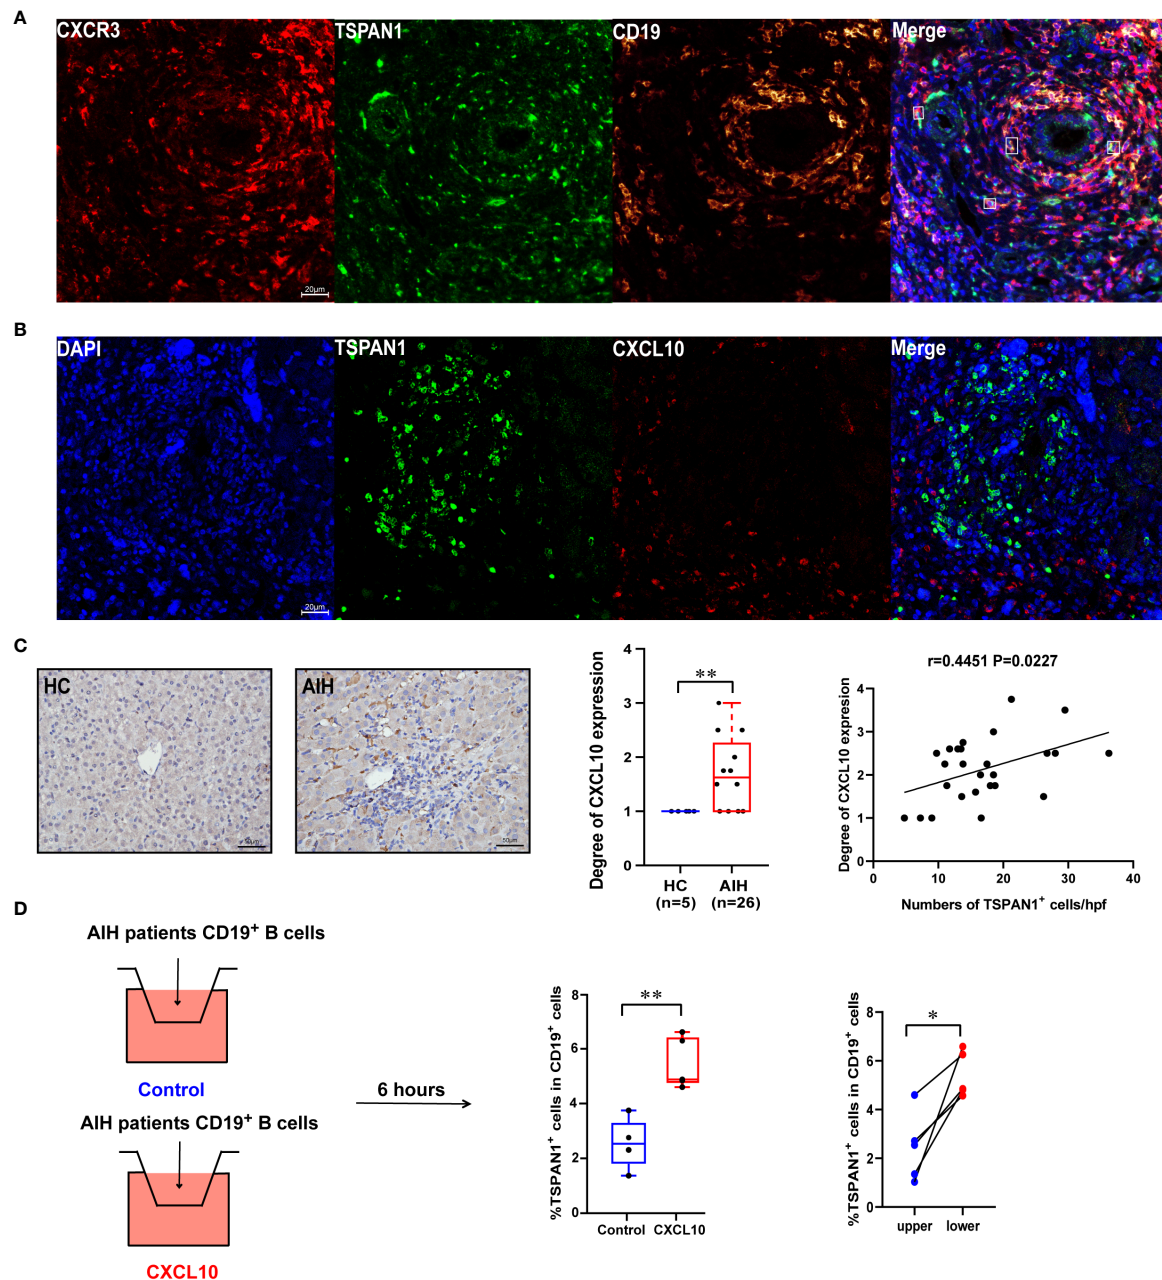 A
CXCR3 TSPAN1 CD19 Merge
20μm
B
DAPI TSPAN1 CXCL10 Merge
20μm
C
HC
AIH
50μm
Degree of CXCL10 expression
4
3
2
1
0
**
HC AIH
(n=5) (n=26)
r=0.4451 P=0.0227
Degree of CXCL10 expression
4
3
2
1
0
0 10 20 30 40
Numbers of TSPAN1+ cells/hpf
D
AIH patients CD19+ B cells
Control
AIH patients CD19+ B cells
CXCL10
6 hours
%TSPAN1+ cells in CD19+ cells
8
6
4
2
0
**
Control CXCL10
%TSPAN1+ cells in CD19+ cells
8
6
4
2
0
*
upper lower